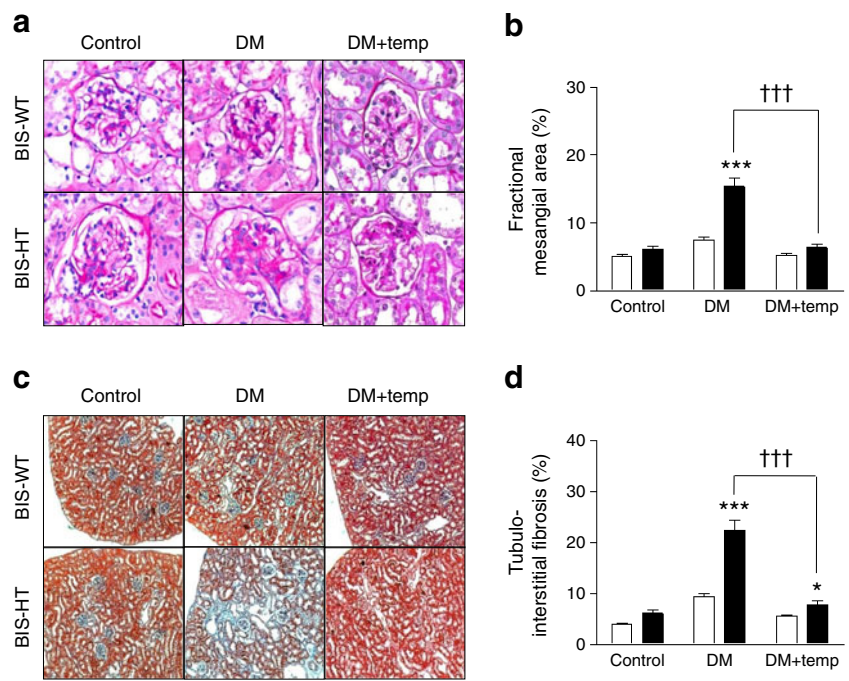 a
Control DM DM+temp
BIS-WT
BIS-HT
b
Fractional
mesangial area (%)
30
20
10
0
†††
***
Control DM DM+temp
c
Control DM DM+temp
BIS-WT
BIS-HT
d
Tubulo-
interstitial fibrosis (%)
40
30
20
10
0
†††
***
*
Control DM DM+temp